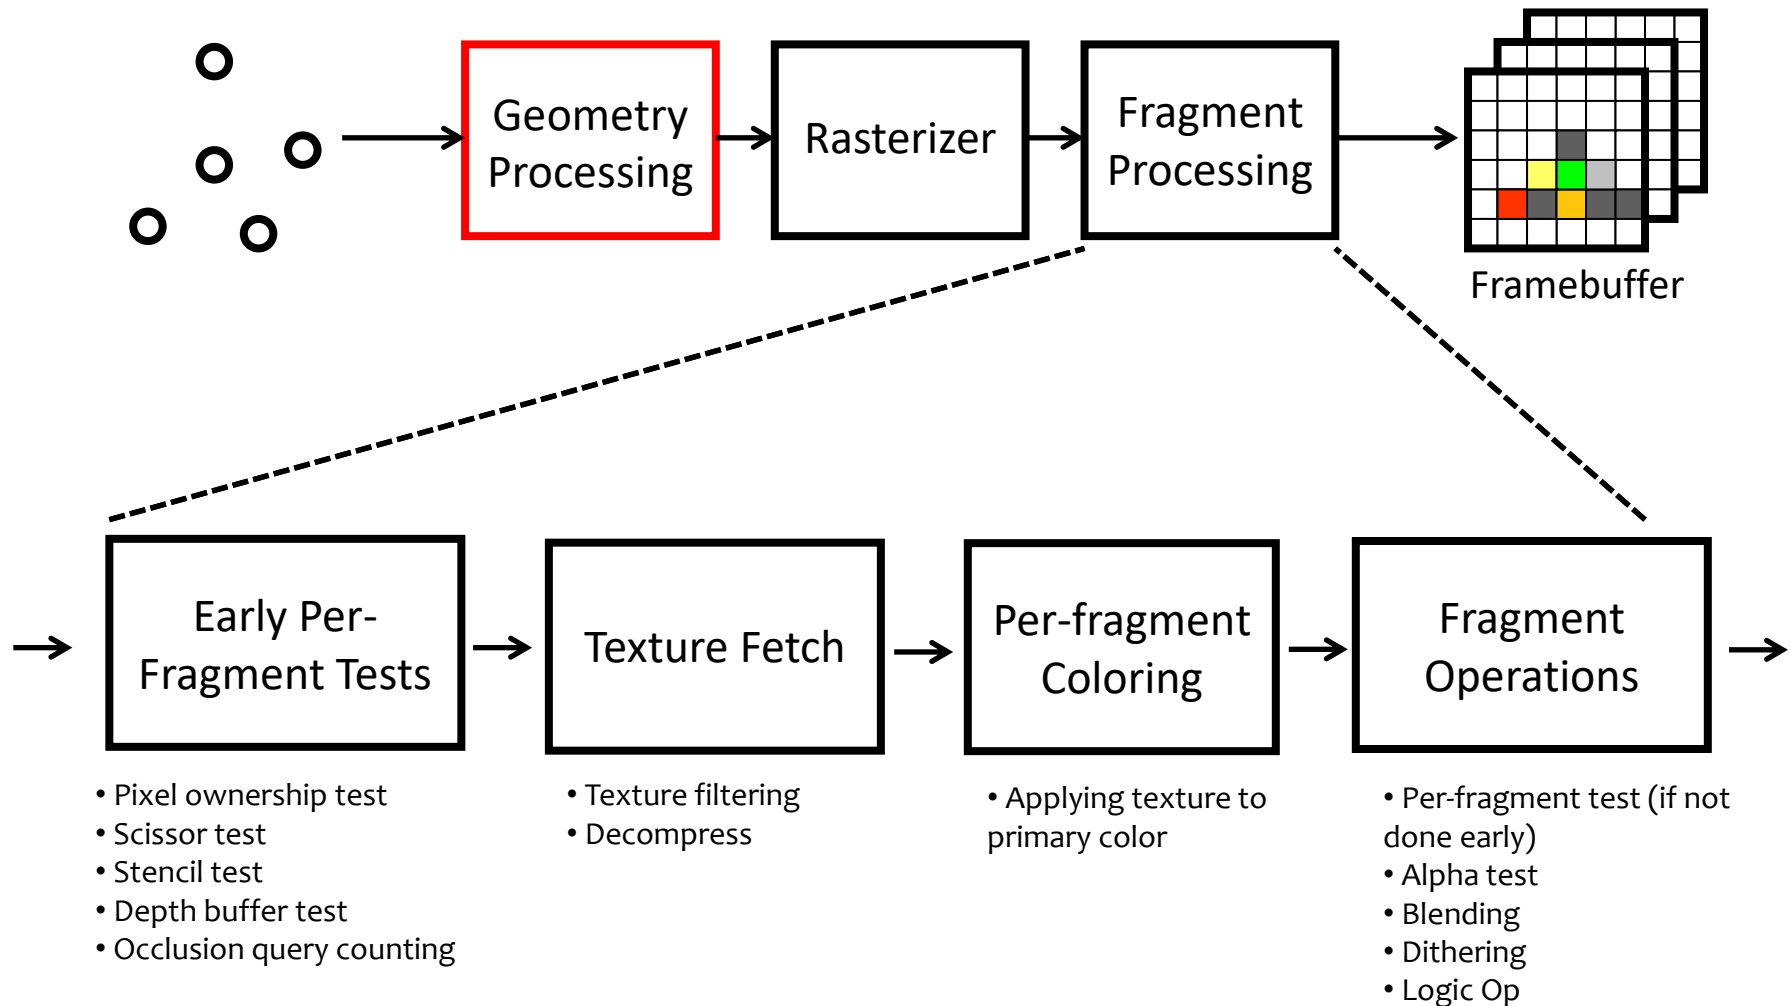 Geometry
Processing
Rasterizer
Fragment
Processing
Framebuffer
Early Per-
Fragment Tests
Texture Fetch
Per-fragment
Coloring
Fragment
Operations
• Pixel ownership test
• Scissor test
• Stencil test
• Depth buffer test
• Occlusion query counting
• Texture filtering
• Decompress
• Applying texture to
primary color
• Per-fragment test (if not
done early)
• Alpha test
• Blending
• Dithering
• Logic Op